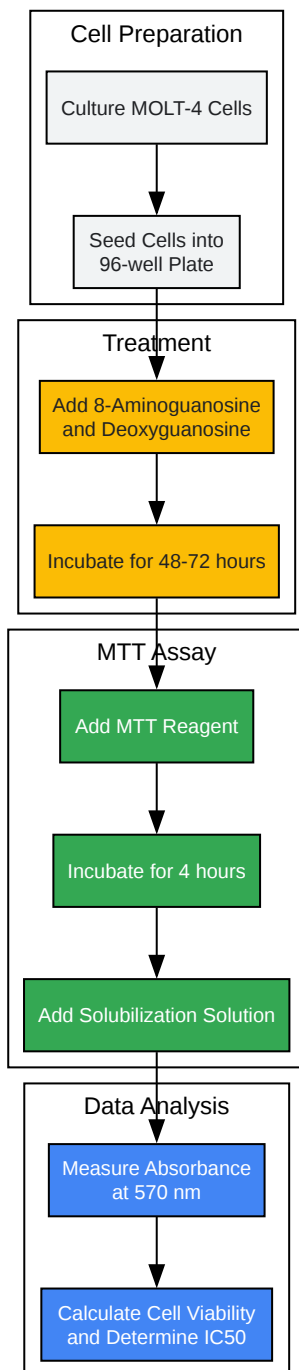 Cell Preparation
Culture MOLT-4 Cells
Seed Cells into
96-well Plate
Treatment
Add 8-Aminoguanosine
and Deoxyguanosine
Incubate for 48-72 hours
MTT Assay
Add MTT Reagent
Incubate for 4 hours
Add Solubilization Solution
Data Analysis
Measure Absorbance
at 570 nm
Calculate Cell Viability
and Determine IC50